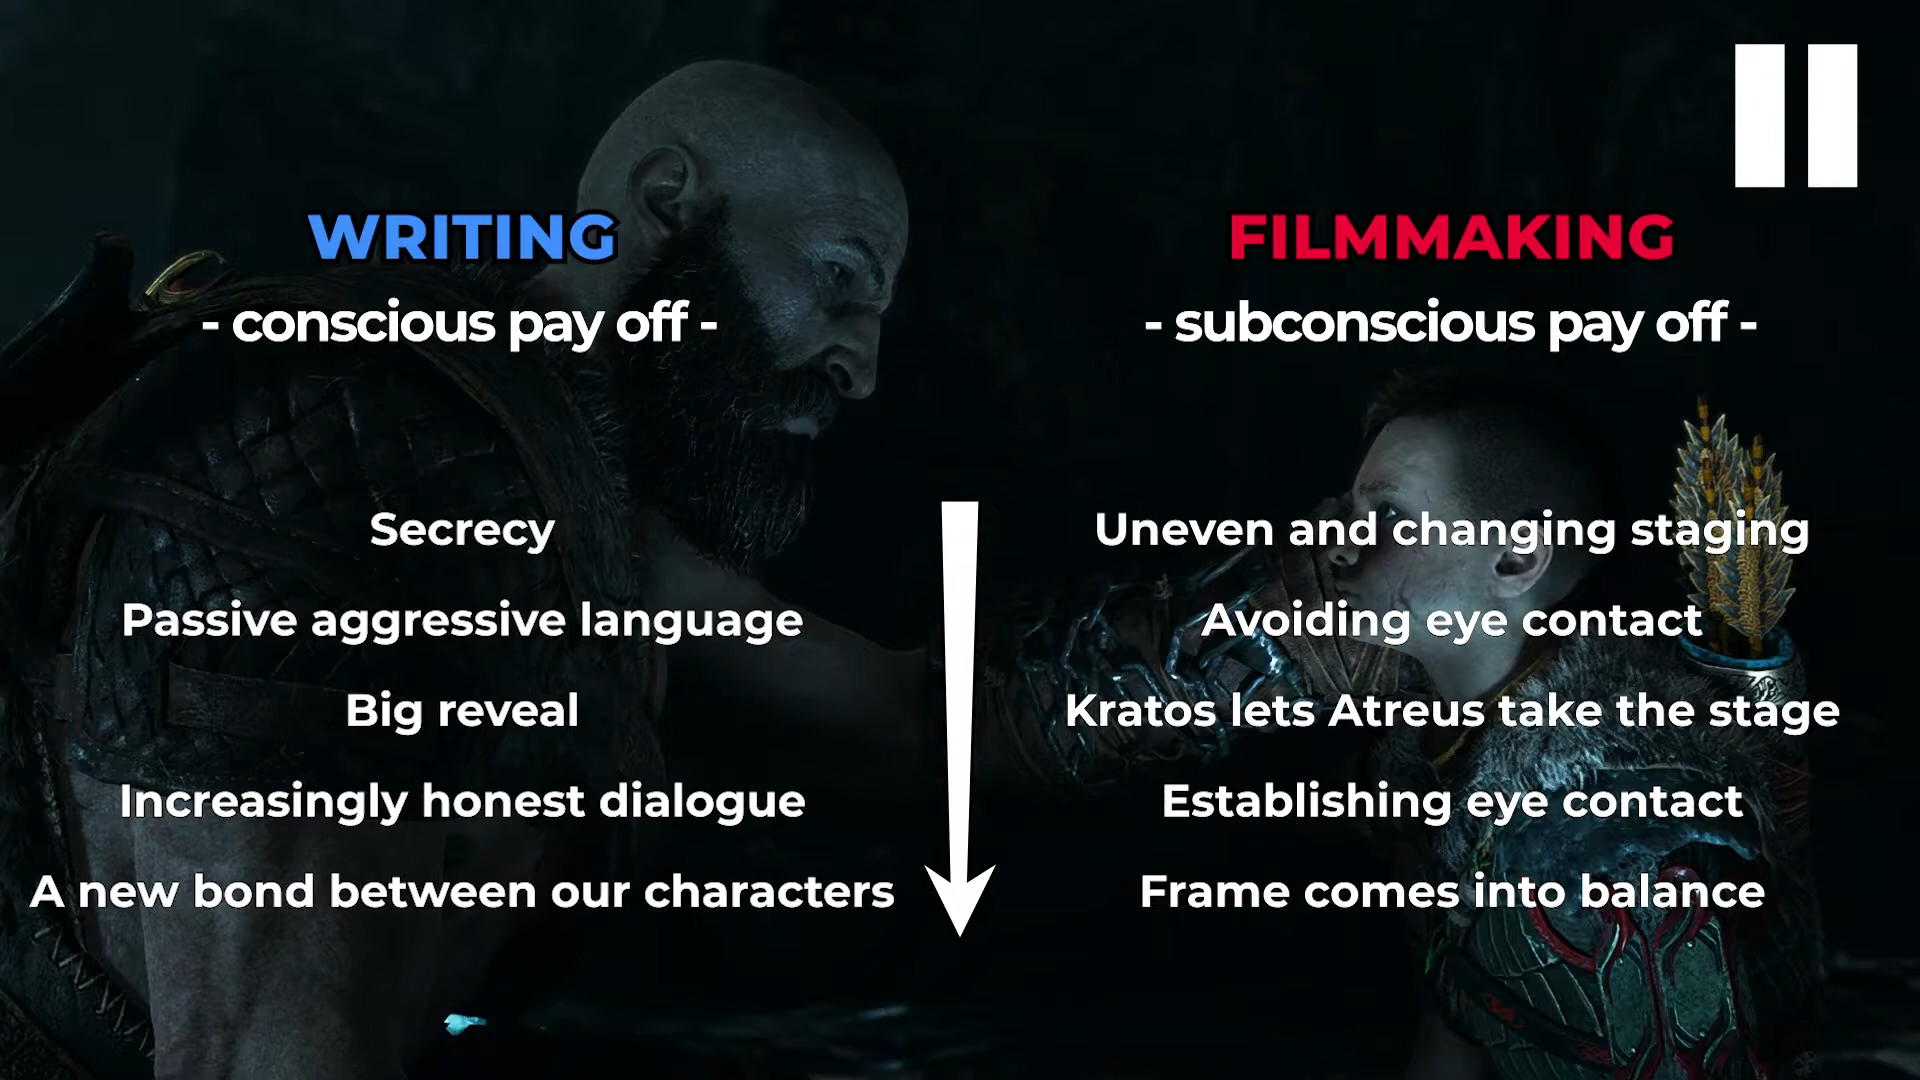 WRITING
- conscious pay off -
Secrecy
Passive aggressive language
Big reveal
Increasingly honest dialogue
A new bond between our characters
FILMMAKING
- subconscious pay off -
Uneven and changing staging
Avoiding eye contact
Kratos lets Atreus take the stage
Establishing eye contact
Frame comes into balance